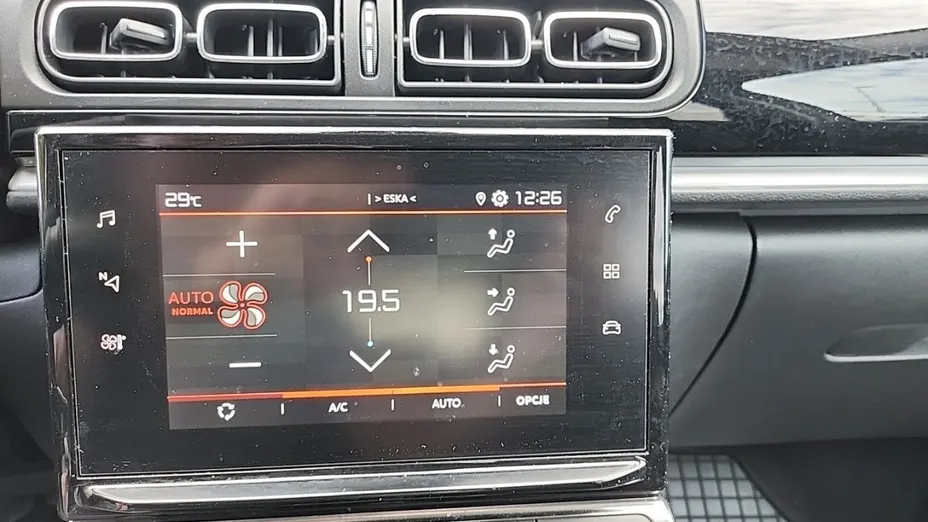 29°C
> ESKA <
12:26
N
AUTO
NORMAL
19.5
A/C
AUTO
OPCJE